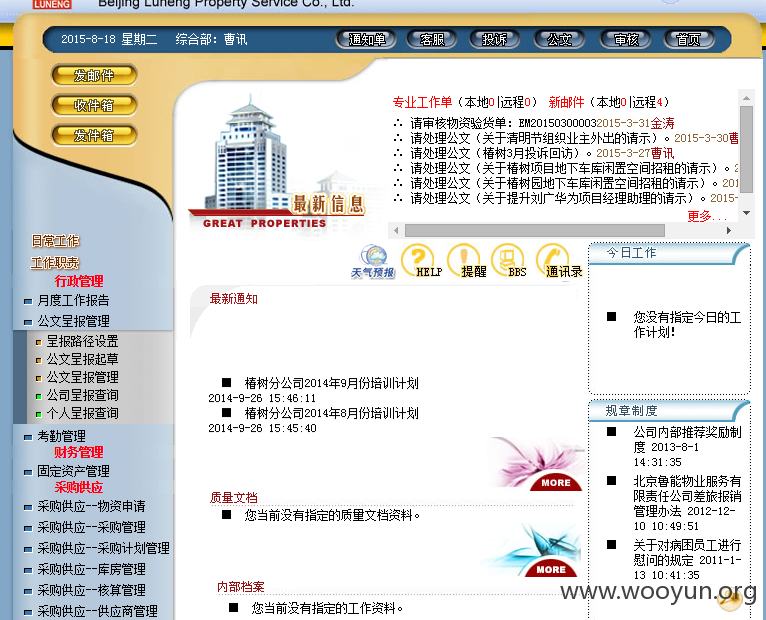 LUNENG Beijing Luneng Property Service Co., Ltd.
2015-8-18 星期二 综合部：曹讯
通知单 客服 投诉 公文 审核 首页
发邮件
收件箱
发件箱
专业工作单（本地0|远程0） 新邮件（本地0|远程4）
请审核物资验货单：EM20150300003 2015-3-31金涛
请处理公文（关于清明节组织业主外出的请示）。2015-3-30曹
请处理公文（椿树3月投诉回访）。2015-3-27曹讯
请处理公文（关于椿树项目地下车库闲置空间招租的请示）。2
请处理公文（关于椿树园地下车库闲置空间招租的请示）。201
请处理公文（关于提升刘广华为项目经理助理的请示）。2015-
更多...
最新信息
GREAT PROPERTIES
天气预报 HELP 提醒 BBS 通讯录
日常工作
工作职责
行政管理
月度工作报告
公文呈报管理
呈报路径设置
公文呈报起草
公文呈报管理
公司呈报查询
个人呈报查询
考勤管理
财务管理
固定资产管理
采购供应
采购供应--物资申请
采购供应--采购管理
采购供应--采购计划管理
采购供应--库房管理
采购供应--核算管理
采购供应--供应商管理
最新通知
椿树分公司2014年9月份培训计划
2014-9-26 15:46:11
椿树分公司2014年8月份培训计划
2014-9-26 15:45:40
MORE
质量文档
您当前没有指定的质量文档资料。
MORE
内部档案
您当前没有指定的工作资料。
今日工作
您没有指定今日的工
作计划！
规章制度
公司内部推荐奖励制
度 2013-8-1
14:31:35
北京鲁能物业服务有
限责任公司差旅报销
管理办法 2012-12-
10 10:49:51
关于对病困员工进行
慰问的规定 2011-1-
13 10:41:35
www.wooyun.org